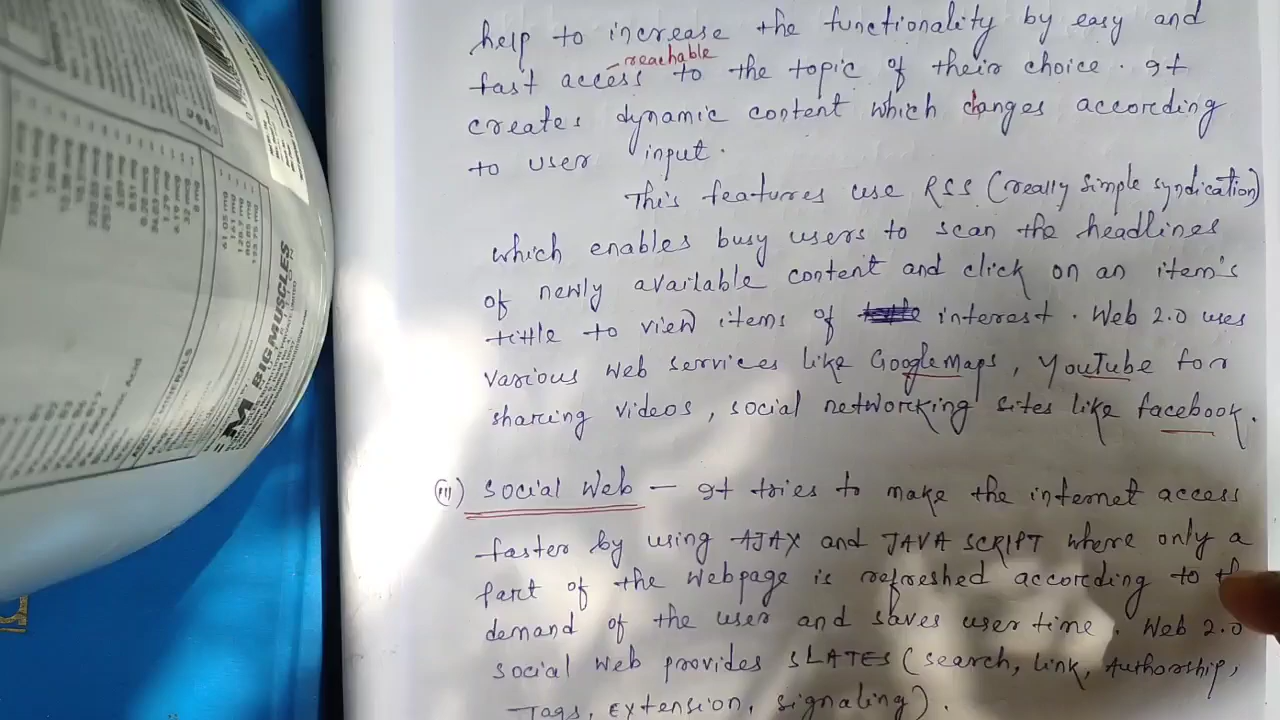 help to increase the functionality by easy and
reachable
fast access to the topic of their choice. It
creates dynamic content which changes according
to user input.
This features use RSS (really simple syndication)
which enables busy users to scan the headlines
of newly available content and click on an item's
tittle to view items of interest. Web 2.0 uses
various web services like GoogleMaps, YouTube for
sharing videos, social networking sites like facebook.
(iii) Social Web — It tries to make the internet access
faster by using AJAX and JAVA SCRIPT where only a
part of the webpage is refreshed according to th
demand of the user and saves user time. Web 2.0
social web provides SLATES (search, link, Authorship,
Tags, Extension, signaling).
BIGMUSCLES